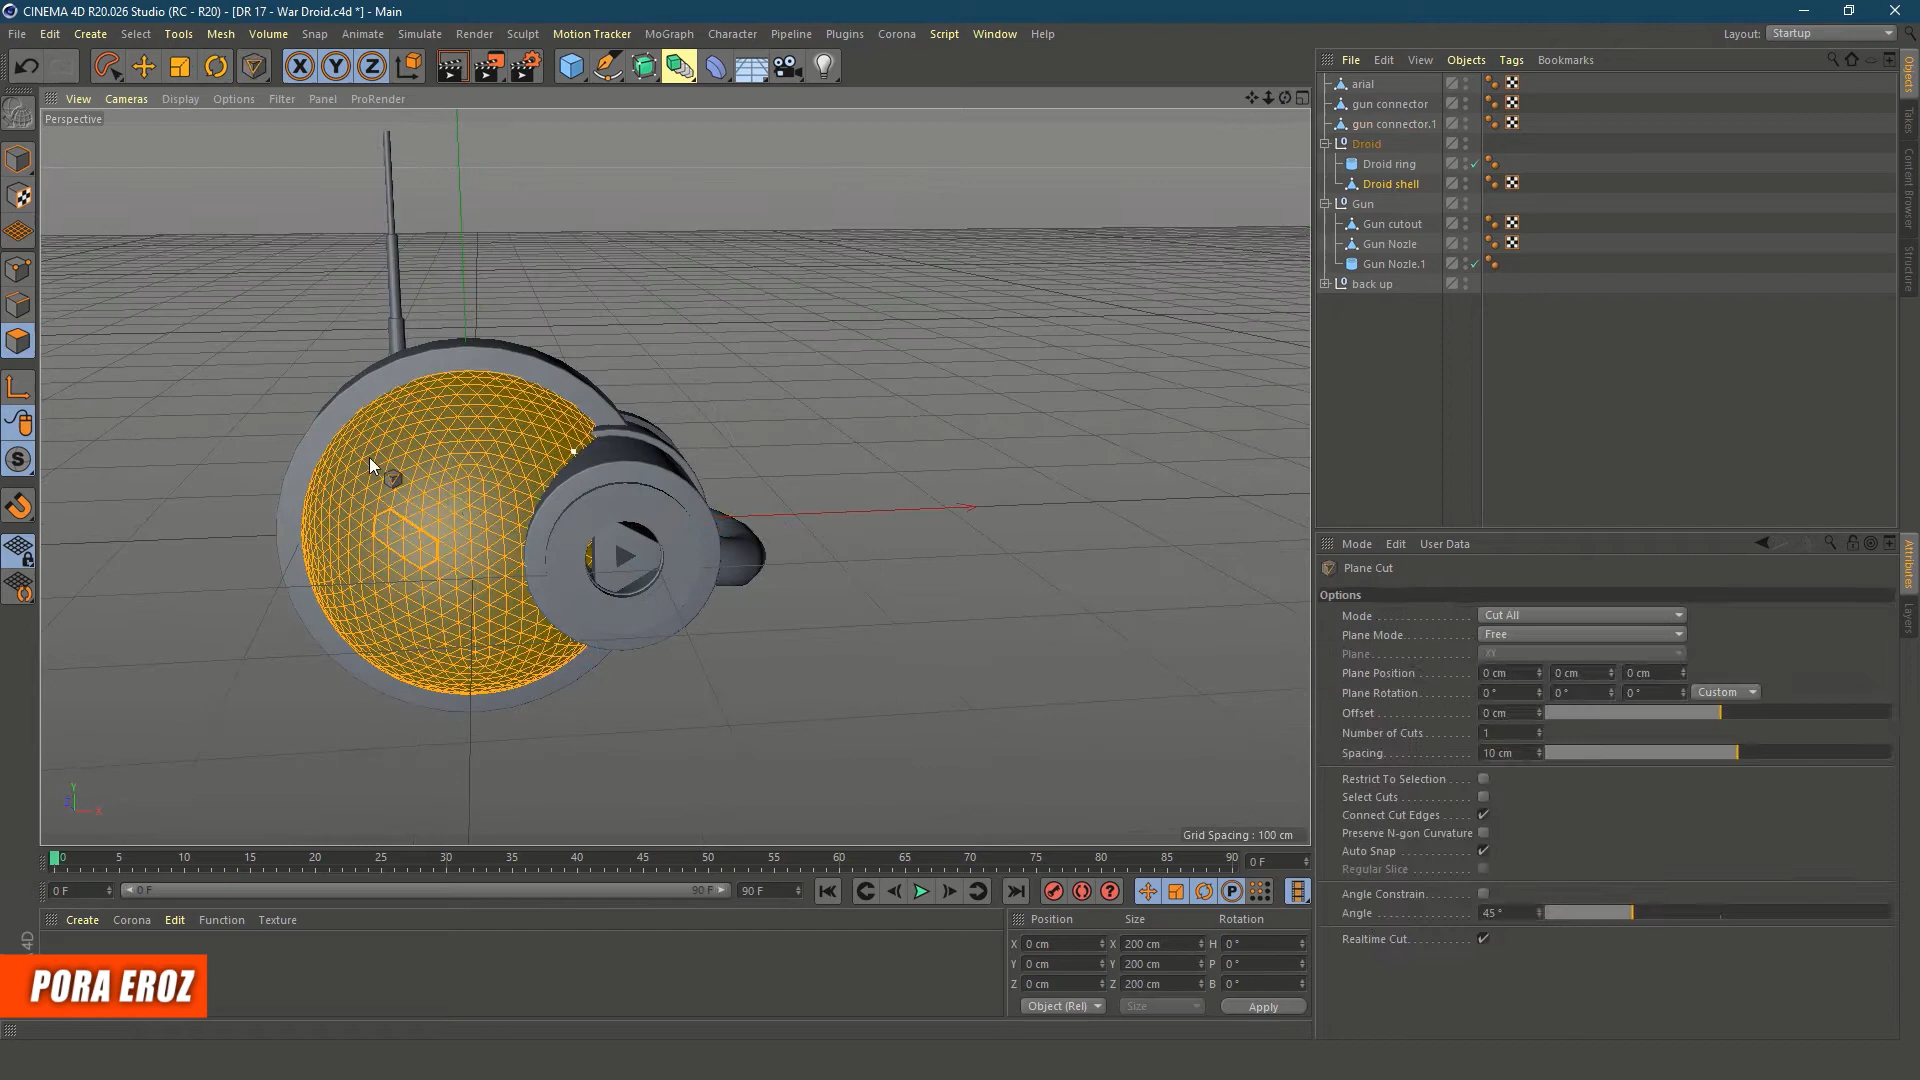 CINEMA 4D R20.026 Studio (RC - R20) - [DR 17 - War Droid.c4d *] - Main
File Edit Create Select Tools Mesh Volume Snap Animate Simulate Render Sculpt Motion Tracker MoGraph Character Pipeline Plugins Corona Script Window Help
Layout: Startup
X Y Z
View Cameras Display Options Filter Panel ProRender
Perspective
File Edit View Objects Tags Bookmarks
arial
gun connector
gun connector.1
Droid
Droid ring
Droid shell
Gun
Gun cutout
Gun Nozle
Gun Nozle.1
back up
Objects
Takes
Content Browser
Structure
Mode Edit User Data
Attributes
Layers
Plane Cut
Options
Mode Cut All
Plane Mode Free
Plane XY
Plane Position 0 cm 0 cm 0 cm
Plane Rotation 0 ° 0 ° 0 ° Custom
Offset 0 cm
Number of Cuts 1
Spacing 10 cm
Restrict To Selection
Select Cuts
Connect Cut Edges
Preserve N-gon Curvature
Auto Snap
Regular Slice
Angle Constrain
Angle 45 °
Realtime Cut
S
Y
Z
X
Grid Spacing : 100 cm
0 5 10 15 20 25 30 35 40 45 50 55 60 65 70 75 80 85 90 0 F
0 F 0 F 90 F 90 F
P
Create Corona Edit Function Texture
Position Size Rotation
X 0 cm X 200 cm H 0 °
Y 0 cm Y 200 cm P 0 °
Z 0 cm Z 200 cm B 0 °
Object (Rel) Size Apply
4D
PORA EROZ